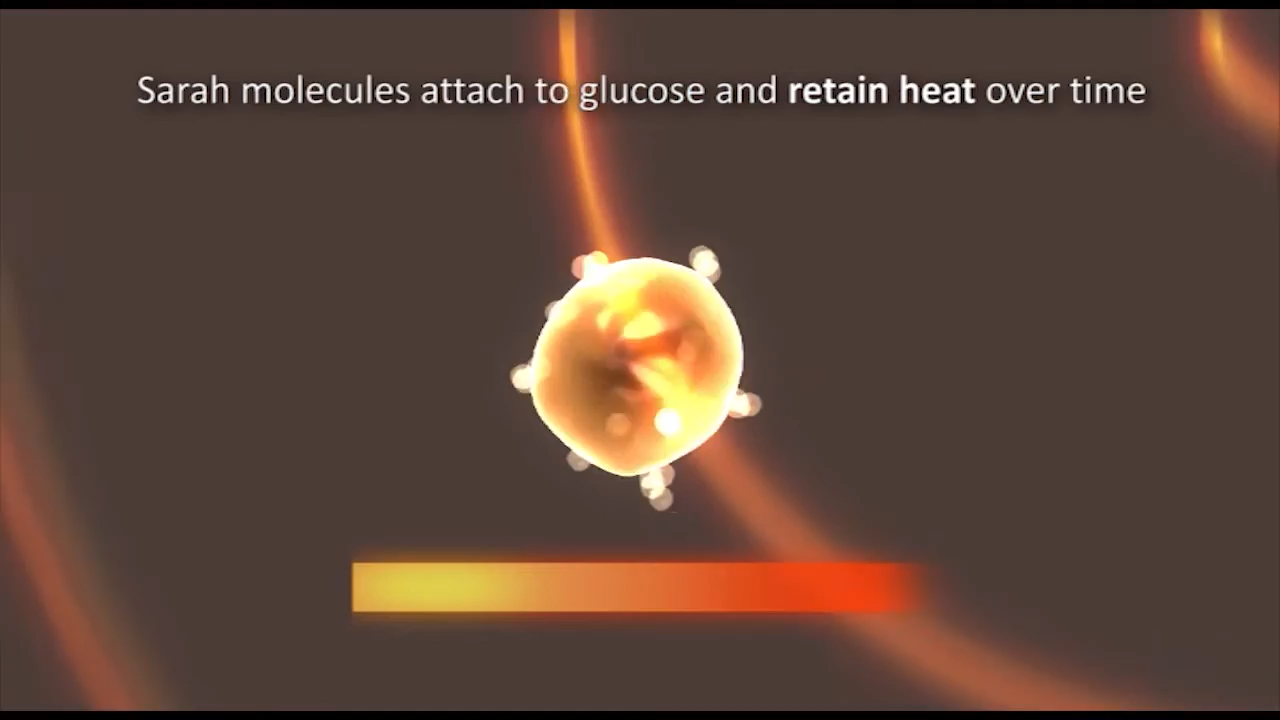 Sarah molecules attach to glucose and retain heat over time